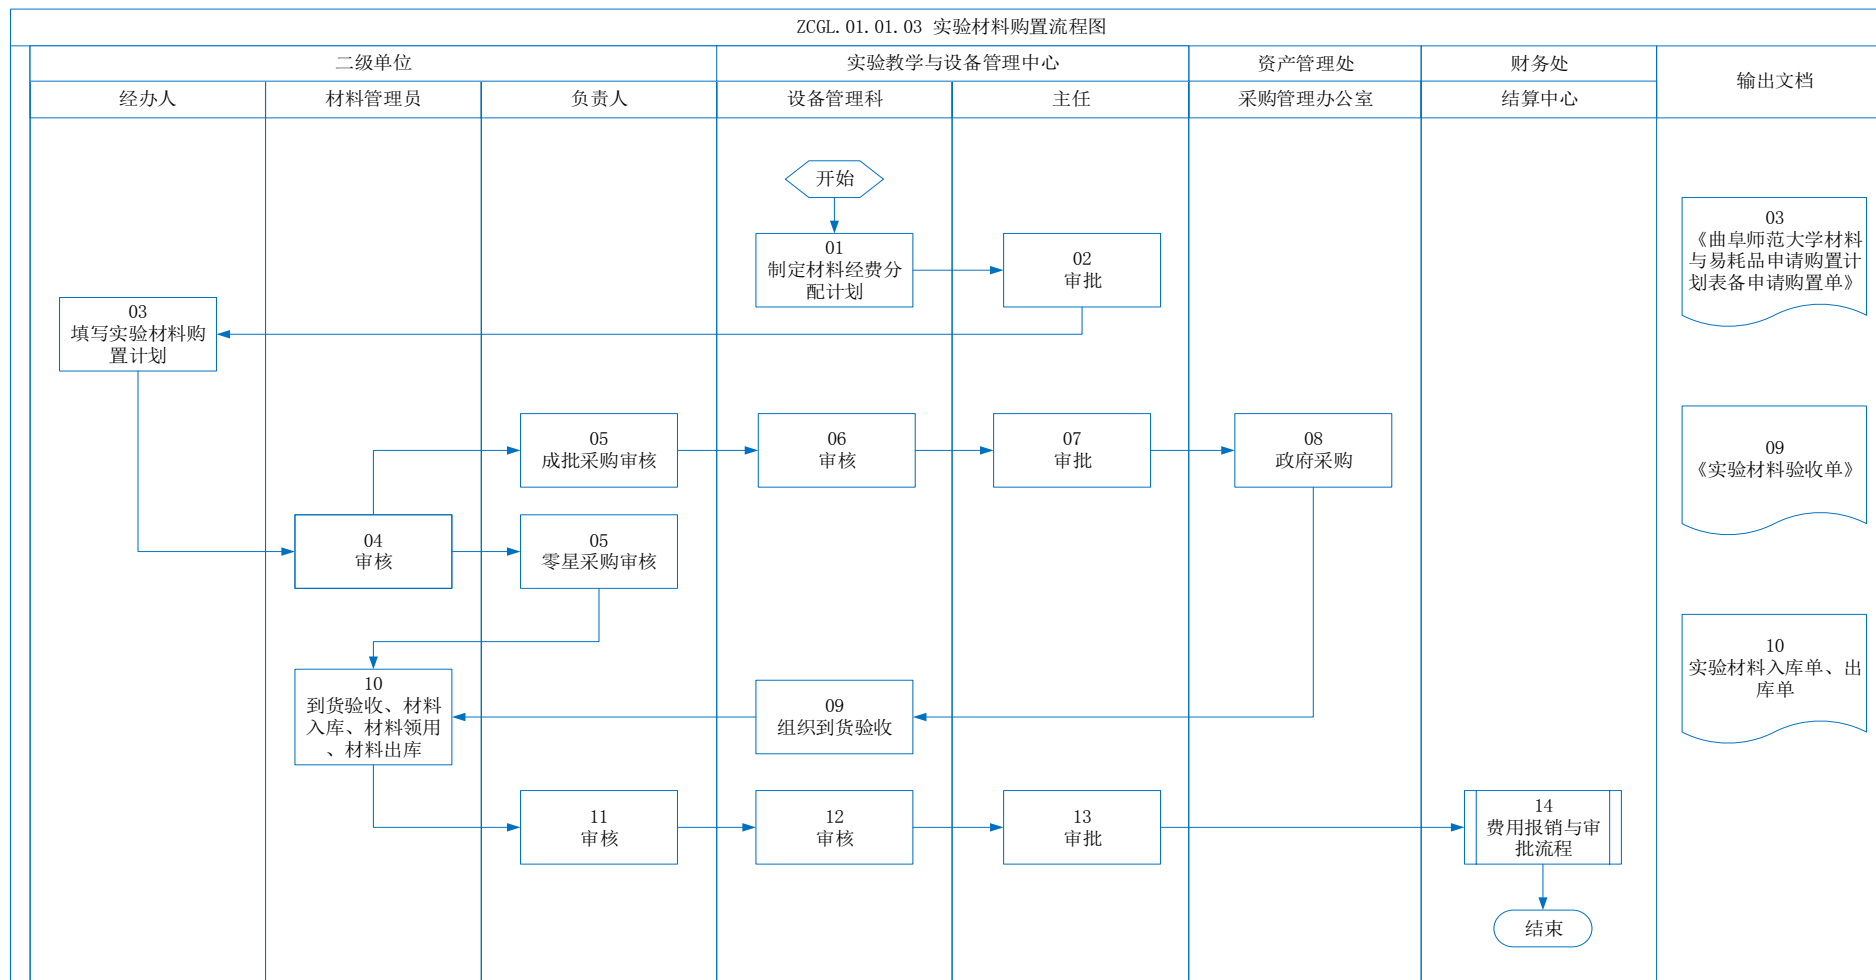 ZCGL.01.01.03 实验材料购置流程图
二级单位
实验教学与设备管理中心
资产管理处
财务处
输出文档
经办人
材料管理员
负责人
设备管理科
主任
采购管理办公室
结算中心
开始
01
制定材料经费分
配计划
02
审批
03
《曲阜师范大学材料
与易耗品申请购置计
划表备申请购置单》
03
填写实验材料购
置计划
05
成批采购审核
06
审核
07
审批
08
政府采购
09
《实验材料验收单》
04
审核
05
零星采购审核
10
到货验收、材料
入库、材料领用
、材料出库
09
组织到货验收
10
实验材料入库单、出
库单
11
审核
12
审核
13
审批
14
费用报销与审
批流程
结束